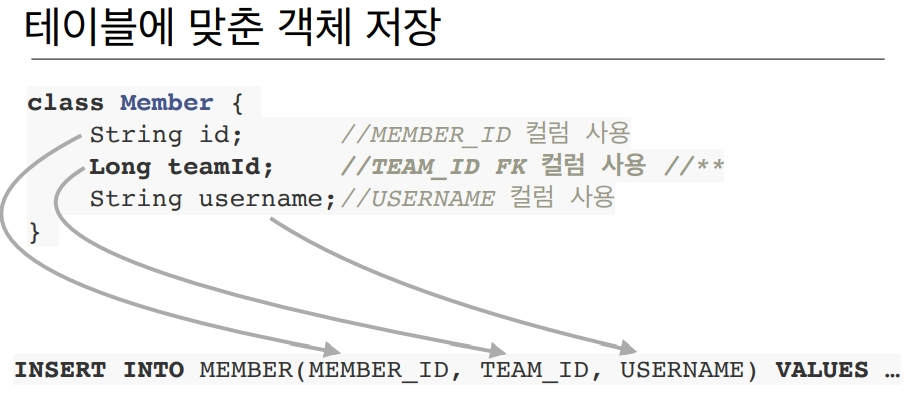 테이블에 맞춘 객체 저장
class Member {
String id; //MEMBER_ID 컬럼 사용
Long teamId; //TEAM_ID FK 컬럼 사용 //**
String username;//USERNAME 컬럼 사용
}
INSERT INTO MEMBER(MEMBER_ID, TEAM_ID, USERNAME) VALUES …